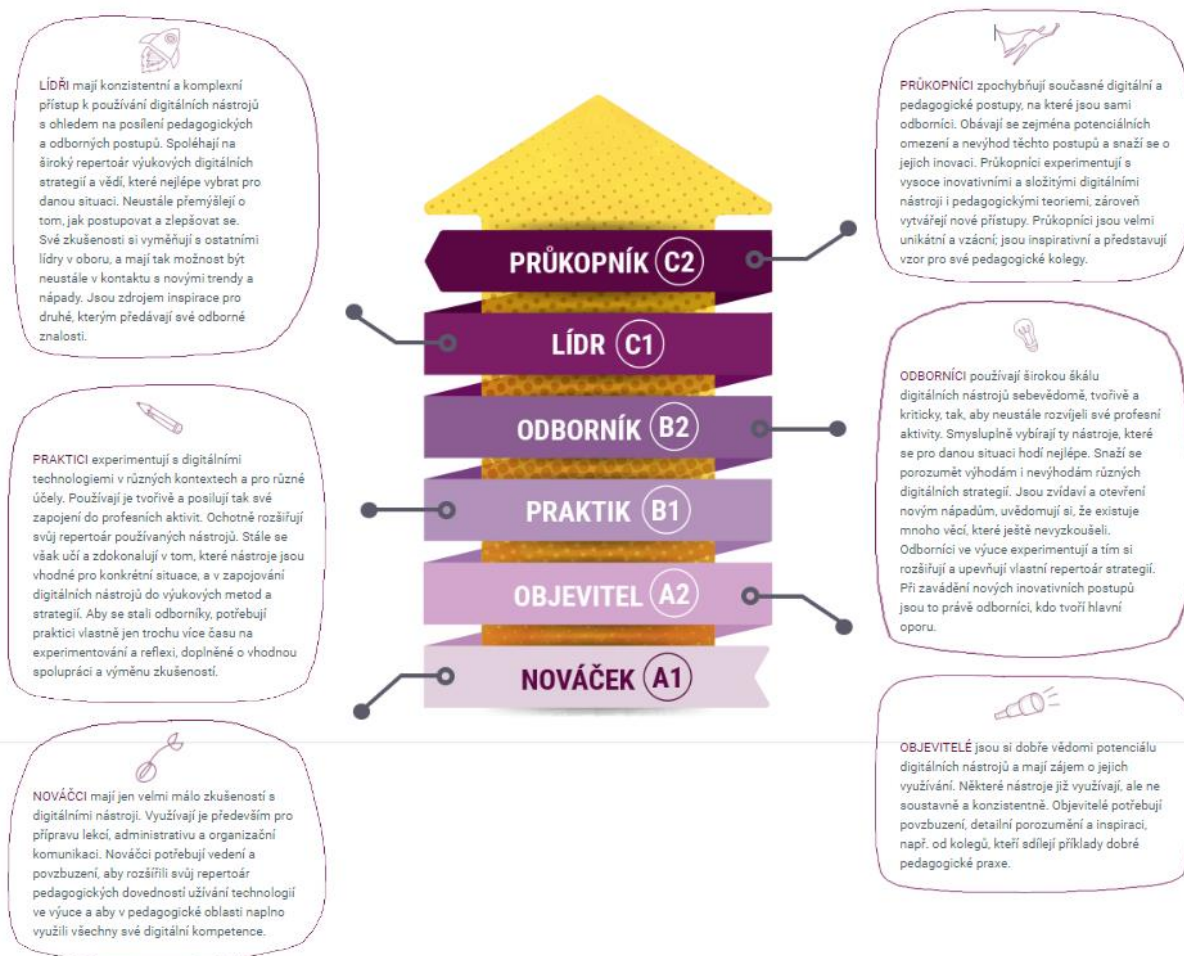 LÍDŘI mají konzistentní a komplexní
přístup k používání digitálních nástrojů
s ohledem na posílení pedagogických
a odborných postupů. Spoléhají na
široký repertoár výukových digitálních
strategií a vědí, které nejlépe vybrat pro
danou situaci. Neustále přemýšlejí o
tom, jak postupovat a zlepšovat se.
Své zkušenosti si vyměňují s ostatními
lídry v oboru, a mají tak možnost být
neustále v kontaktu s novými trendy a
nápady. Jsou zdrojem inspirace pro
druhé, kterým předávají své odborné
znalosti.
PRAKTICI experimentují s digitálními
technologiemi v různých kontextech a pro různé
účely. Používají je tvořivě a posilují tak své
zapojení do profesních aktivit. Ochotně rozšiřují
svůj repertoár používaných nástrojů. Stále se
však učí a zdokonalují v tom, které nástroje jsou
vhodné pro konkrétní situace, a v zapojování
digitálních nástrojů do výukových metod a
strategií. Aby se stali odborníky, potřebují
praktici vlastně jen trochu více času na
experimentování a reflexi, doplněné o vhodnou
spolupráci a výměnu zkušeností.
NOVÁČCI mají jen velmi málo zkušeností s
digitálními nástroji. Využívají je především pro
přípravu lekcí, administrativu a organizační
komunikaci. Nováčci potřebují vedení a
povzbuzení, aby rozšířili svůj repertoár
pedagogických dovedností užívání technologií
ve výuce a aby v pedagogické oblasti naplno
využili všechny své digitální kompetence.
PRŮKOPNÍK C2
LÍDR C1
ODBORNÍK B2
PRAKTIK B1
OBJEVITEL A2
NOVÁČEK A1
PRŮKOPNÍCI zpochybňují současné digitální a
pedagogické postupy, na které jsou sami
odborníci. Obávají se zejména potenciálních
omezení a nevýhod těchto postupů a snaží se o
jejich inovaci. Průkopníci experimentují s
vysoce inovativními a složitými digitálními
nástroji i pedagogickými teoriemi, zároveň
vytvářejí nové přístupy. Průkopníci jsou velmi
unikátní a vzácní; jsou inspirativní a představují
vzor pro své pedagogické kolegy.
ODBORNÍCI používají širokou škálu
digitálních nástrojů sebevědomě, tvořivě a
kriticky, tak, aby neustále rozvíjeli své profesní
aktivity. Smysluplně vybírají ty nástroje, které
se pro danou situaci hodí nejlépe. Snaží se
porozumět výhodám i nevýhodám různých
digitálních strategií. Jsou zvídaví a otevření
novým nápadům, uvědomují si, že existuje
mnoho věcí, které ještě nevyzkoušeli.
Odborníci ve výuce experimentují a tím si
rozšiřují a upevňují vlastní repertoár strategií.
Při zavádění nových inovativních postupů
jsou to právě odborníci, kdo tvoří hlavní
oporu.
OBJEVITELÉ jsou si dobře vědomi potenciálu
digitálních nástrojů a mají zájem o jejich
využívání. Některé nástroje již využívají, ale ne
soustavně a konzistentně. Objevitelé potřebují
povzbuzení, detailní porozumění a inspiraci,
např. od kolegů, kteří sdílejí příklady dobré
pedagogické praxe.